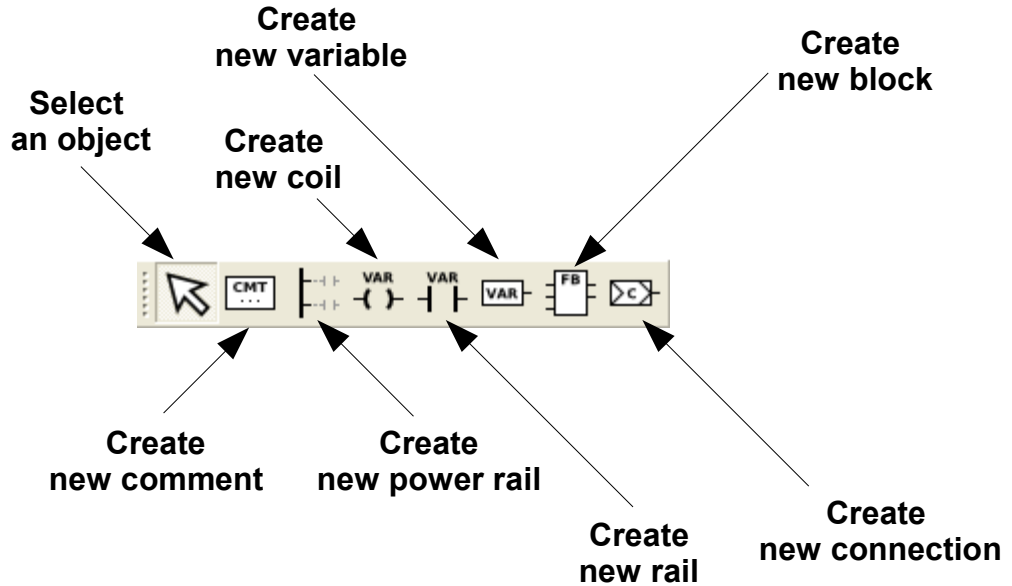 Create
new variable
Create
new block
Select
an object
Create
new coil
CMT
...
VAR
VAR
VAR
FB
C
Create
new comment
Create
new power rail
Create
new rail
Create
new connection